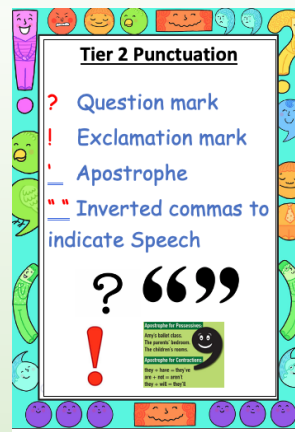 Tier 2 Punctuation
? Question mark
! Exclamation mark
'_ Apostrophe
" " Inverted commas to
indicate Speech
? “ ”
!
Apostrophe for Possession:
Amy's ballet class.
The parents' bedroom.
The children's rooms.
Apostrophe for Contractions:
they + have = they've
are + not = aren't
they + will = they'll